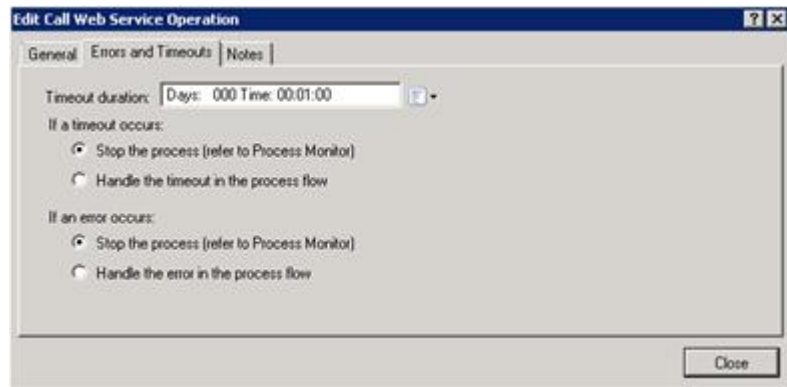 Edit Call Web Service Operation
General Errors and Timeouts Notes
Timeout duration: Days: 000 Time: 00:01:00
If a timeout occurs:
Stop the process (refer to Process Monitor)
Handle the timeout in the process flow
If an error occurs:
Stop the process (refer to Process Monitor)
Handle the error in the process flow
Close